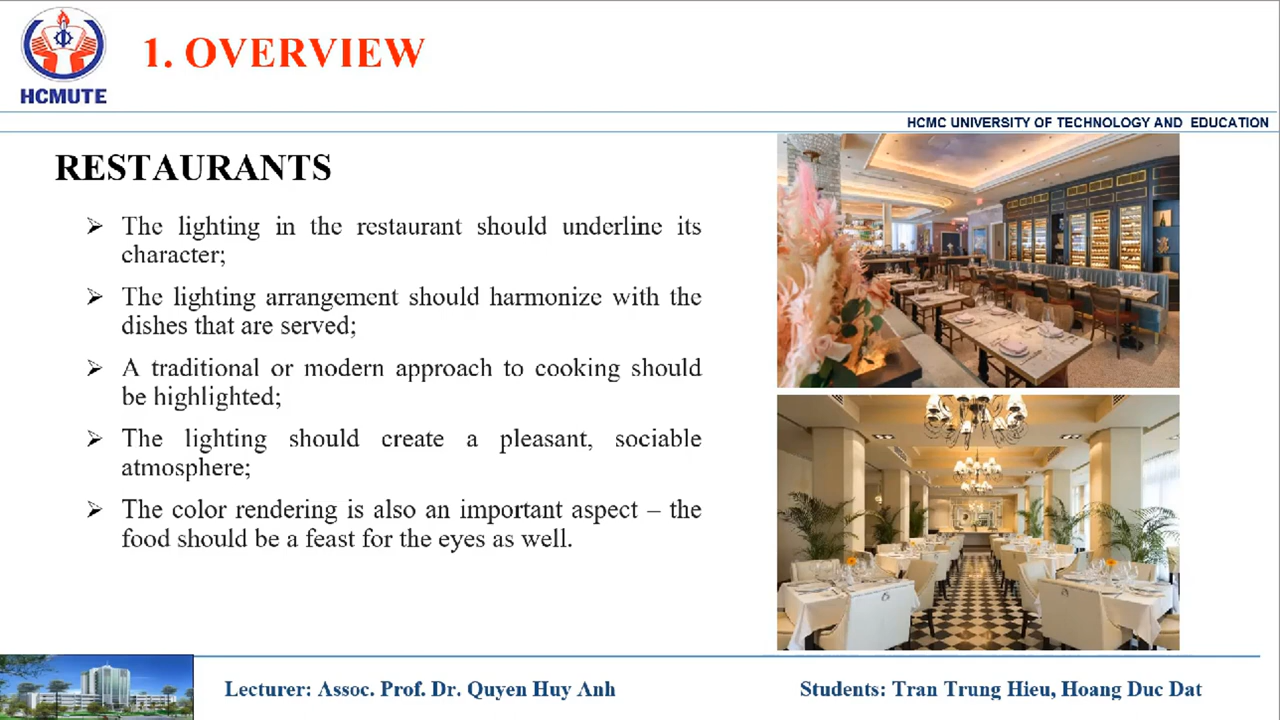 1. OVERVIEW
HCMUTE
HCMC UNIVERSITY OF TECHNOLOGY AND EDUCATION
RESTAURANTS
The lighting in the restaurant should underline its
character;
The lighting arrangement should harmonize with the
dishes that are served;
A traditional or modern approach to cooking should
be highlighted;
The lighting should create a pleasant, sociable
atmosphere;
The color rendering is also an important aspect – the
food should be a feast for the eyes as well.
Lecturer: Assoc. Prof. Dr. Quyen Huy Anh
Students: Tran Trung Hieu, Hoang Duc Dat